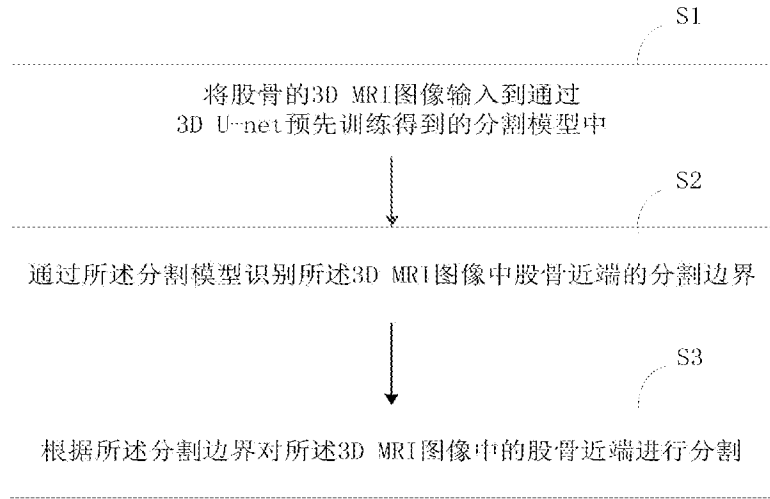 S1
将股骨的3D MRI图像输入到通过
3D U-net预先训练得到的分割模型中
S2
通过所述分割模型识别所述3D MRI图像中股骨近端的分割边界
S3
根据所述分割边界对所述3D MRI图像中的股骨近端进行分割